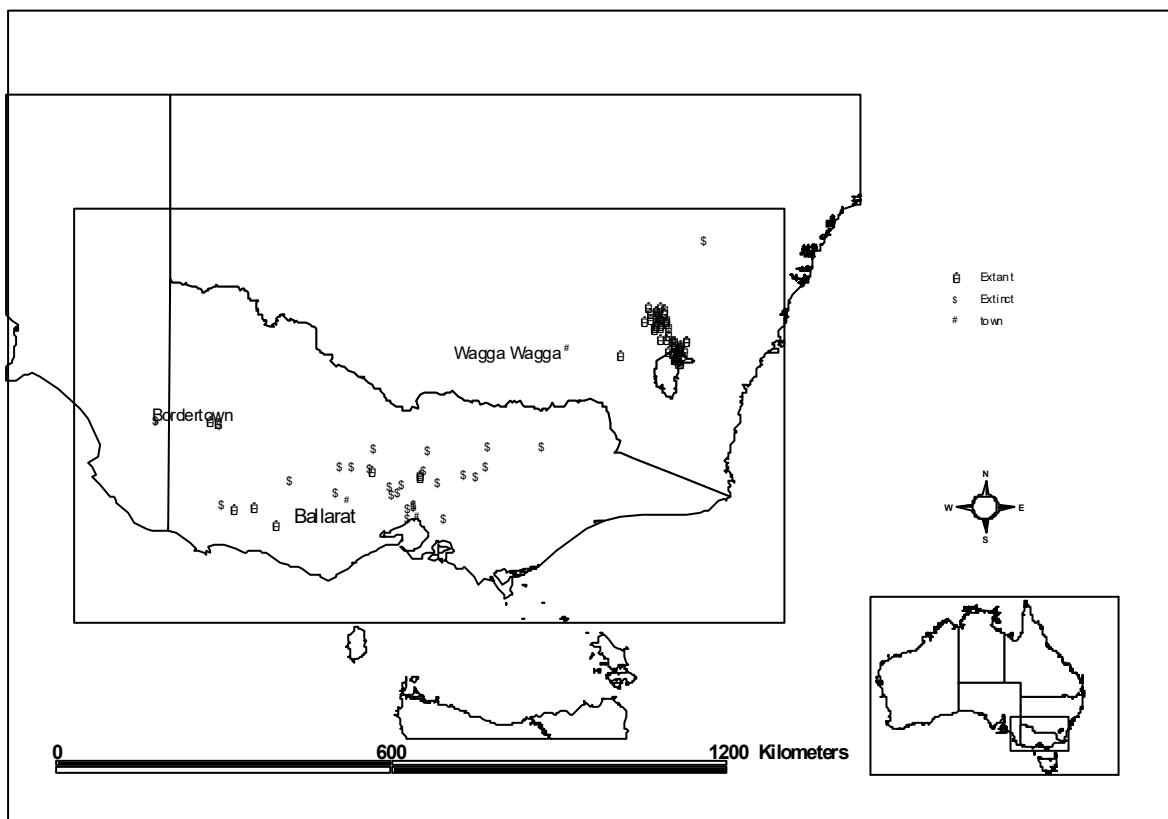 Extant
$ Extinct
# town
Wagga Wagga #
Bordertown
Ballarat
N
W E
S
0 600 1200 Kilometers